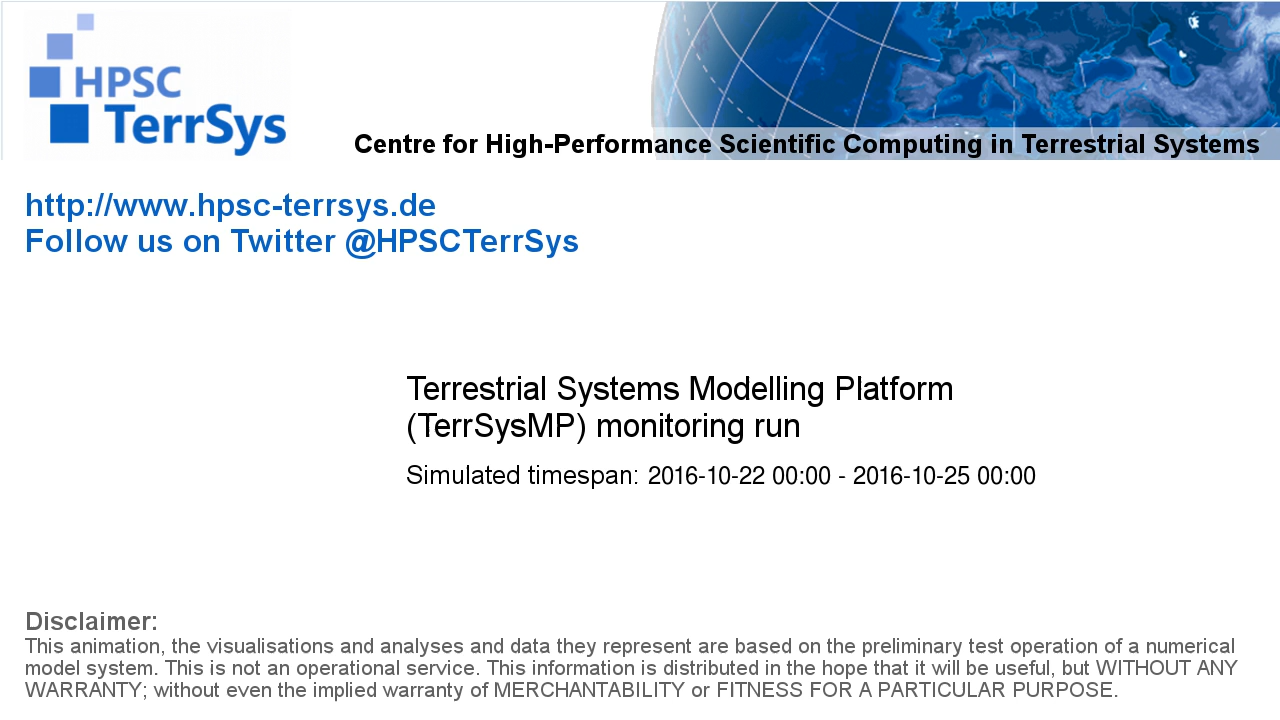 HPSC
TerrSys
Centre for High-Performance Scientific Computing in Terrestrial Systems
http://www.hpsc-terrsys.de
Follow us on Twitter @HPSCTerrSys
Terrestrial Systems Modelling Platform
(TerrSysMP) monitoring run
Simulated timespan: 2016-10-22 00:00 - 2016-10-25 00:00
Disclaimer:
This animation, the visualisations and analyses and data they represent are based on the preliminary test operation of a numerical
model system. This is not an operational service. This information is distributed in the hope that it will be useful, but WITHOUT ANY
WARRANTY; without even the implied warranty of MERCHANTABILITY or FITNESS FOR A PARTICULAR PURPOSE.